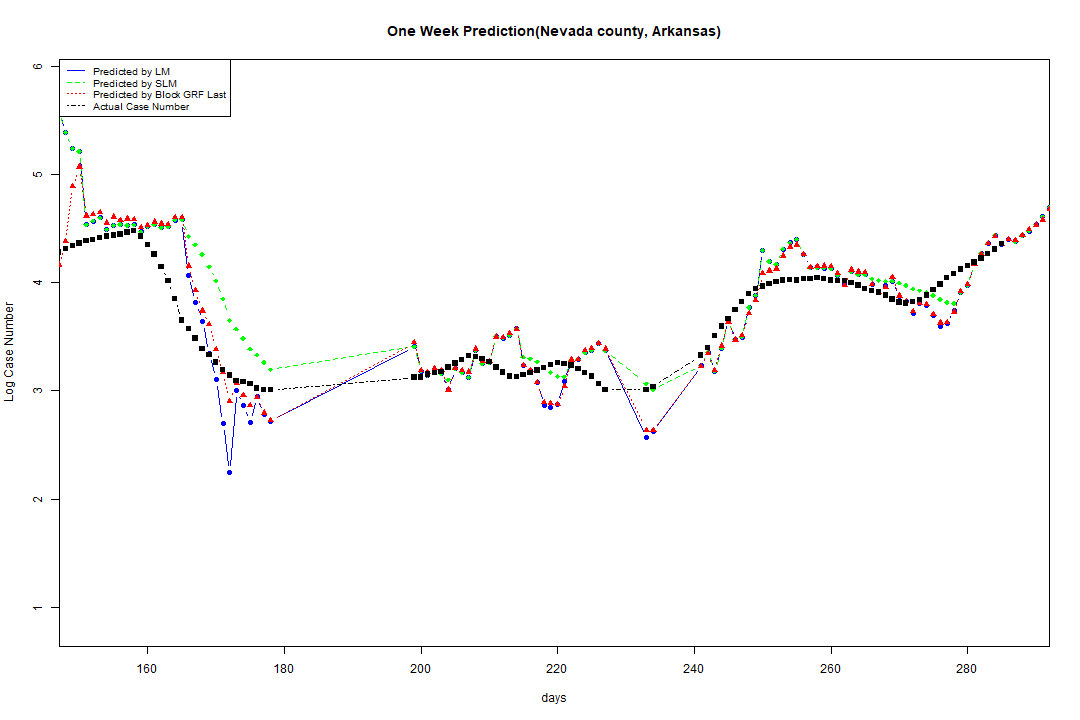 One Week Prediction(Nevada county, Arkansas)
6
5
4
3
2
1
Log Case Number
Predicted by LM
Predicted by SLM
Predicted by Block GRF Last
Actual Case Number
160 180 200 220 240 260 280
days